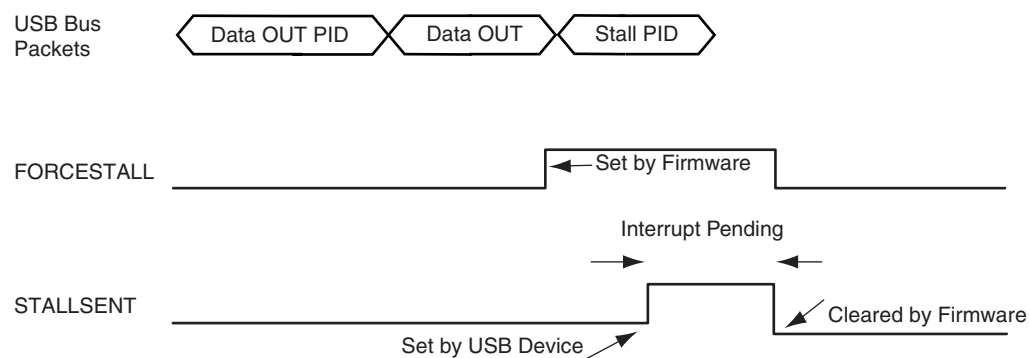 USB Bus
Packets
Data OUT PID
Data OUT
Stall PID
FORCESTALL
Set by Firmware
Interrupt Pending
STALLSENT
Cleared by Firmware
Set by USB Device